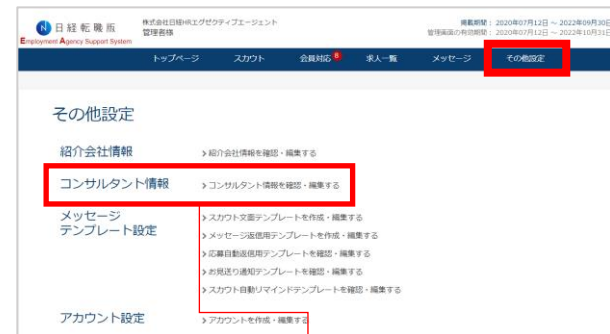 日経転職版
Employment Agency Support System
株式会社日経HRエグゼクティブエージェント
管理者様
掲載期間： 2020年07月12日 ～ 2022年09月30日
管理画面の有効期間： 2020年07月12日 ～ 2022年10月31日
トップページ スカウト 会員対応 8 求人一覧 メッセージ その他設定
その他設定
紹介会社情報 > 紹介会社情報を確認・編集する
コンサルタント情報 > コンサルタント情報を確認・編集する
メッセージ
テンプレート設定
> スカウト文面テンプレートを作成・編集する
> メッセージ返信用テンプレートを作成・編集する
> 応募自動返信用テンプレートを確認・編集する
> お見送り通知テンプレートを確認・編集する
> スカウト自動リマインドテンプレートを確認・編集する
アカウント設定 > アカウントを作成・編集する